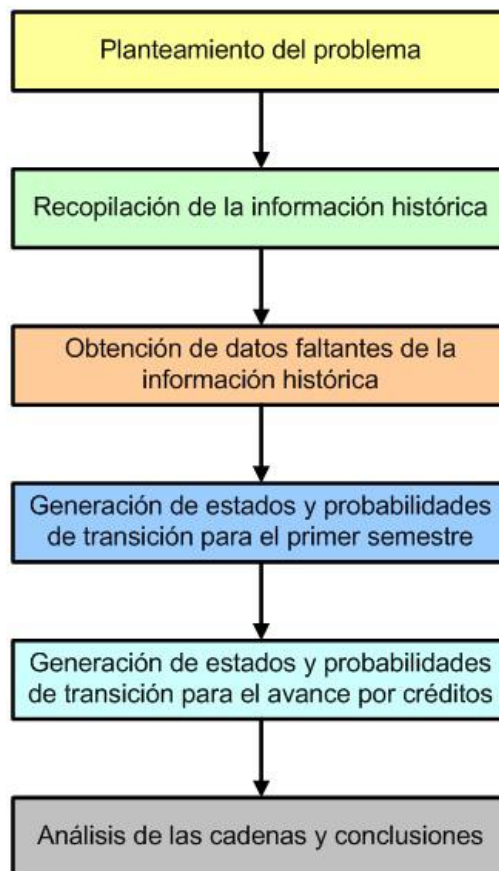 Planteamiento del problema
Recopilación de la información histórica
Obtención de datos faltantes de la
información histórica
Generación de estados y probabilidades
de transición para el primer semestre
Generación de estados y probabilidades
de transición para el avance por créditos
Análisis de las cadenas y conclusiones